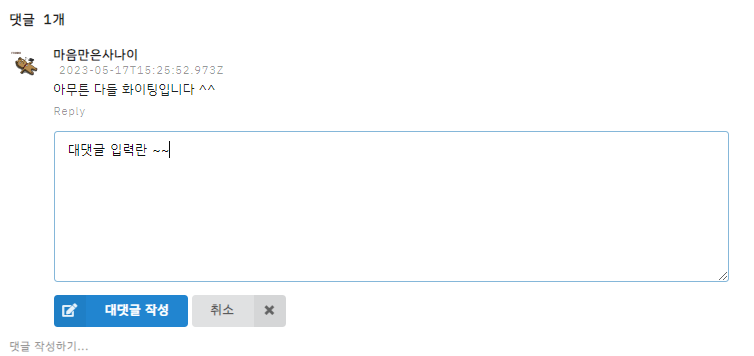 댓글 1개
마음만은사나이
2023-05-17T15:25:52.973Z
아무튼 다들 화이팅입니다 ^^
Reply
대댓글 입력란 ~~
대댓글 작성 취소
댓글 작성하기...